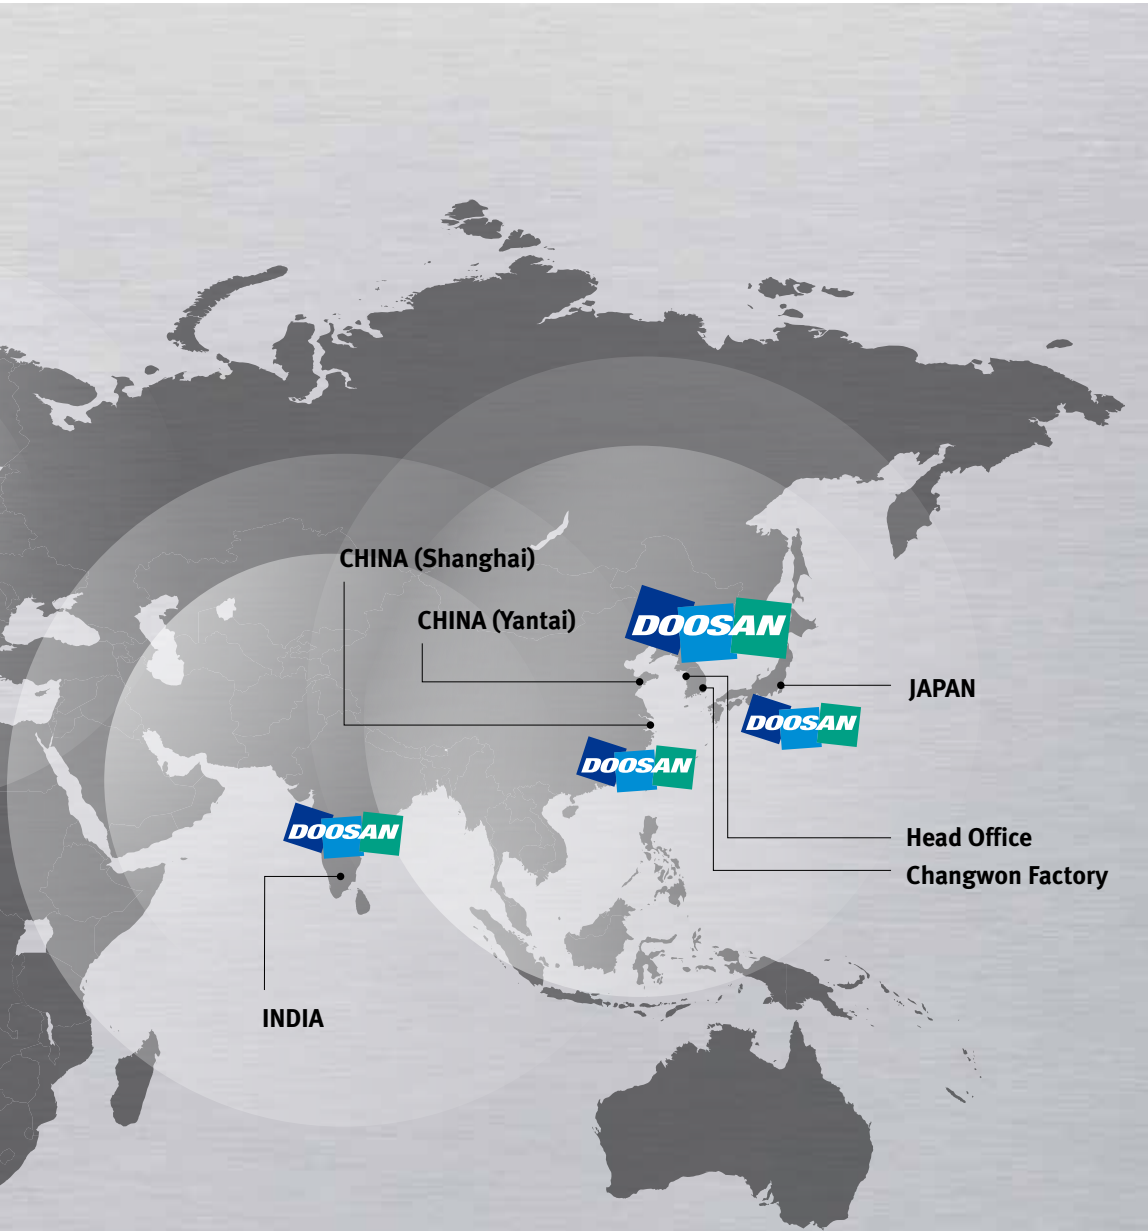 CHINA (Shanghai)
CHINA (Yantai)
DOOSAN
JAPAN
DOOSAN
DOOSAN
DOOSAN
Head Office
Changwon Factory
INDIA